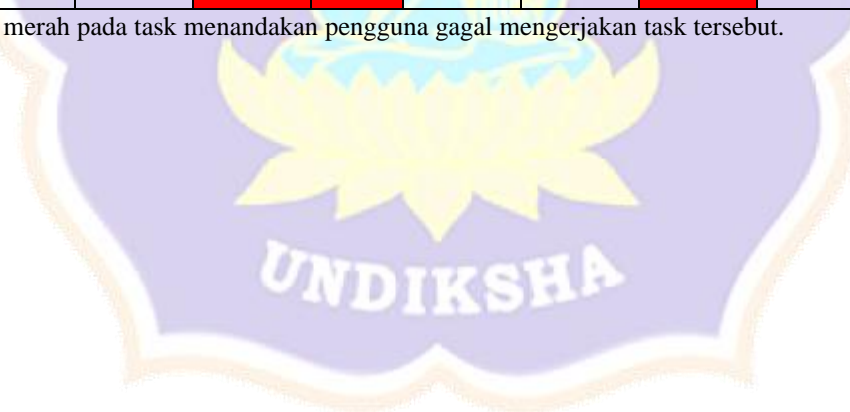 merah pada task menandakan pengguna gagal mengerjakan task tersebut.
UNDIKSHA